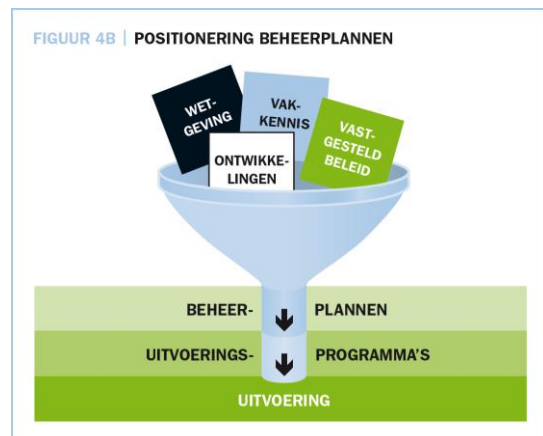 FIGUUR 4B | POSITIONERING BEHEERPLANNEN
WET-
GEVING
VAK-
KENNIS
VAST-
GESTELD
BELEID
ONTWIKKE-
LINGEN
BEHEER- PLANNEN
UITVOERINGS- PROGRAMMA'S
UITVOERING